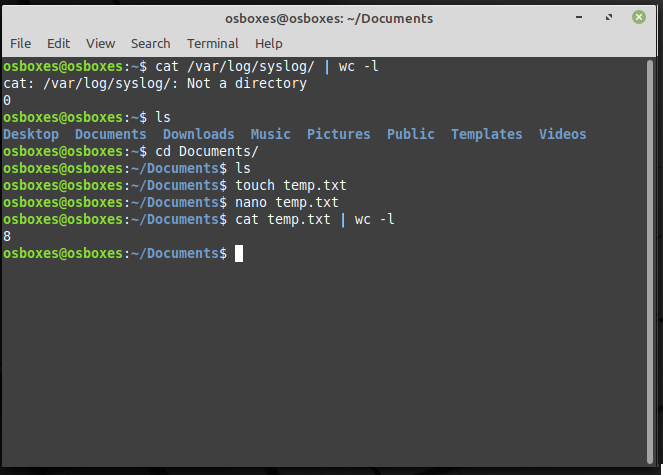 osboxes@osboxes: ~/Documents
File Edit View Search Terminal Help
osboxes@osboxes:~$ cat /var/log/syslog/ | wc -l
cat: /var/log/syslog/: Not a directory
0
osboxes@osboxes:~$ ls
Desktop Documents Downloads Music Pictures Public Templates Videos
osboxes@osboxes:~$ cd Documents/
osboxes@osboxes:~/Documents$ ls
osboxes@osboxes:~/Documents$ touch temp.txt
osboxes@osboxes:~/Documents$ nano temp.txt
osboxes@osboxes:~/Documents$ cat temp.txt | wc -l
8
osboxes@osboxes:~/Documents$